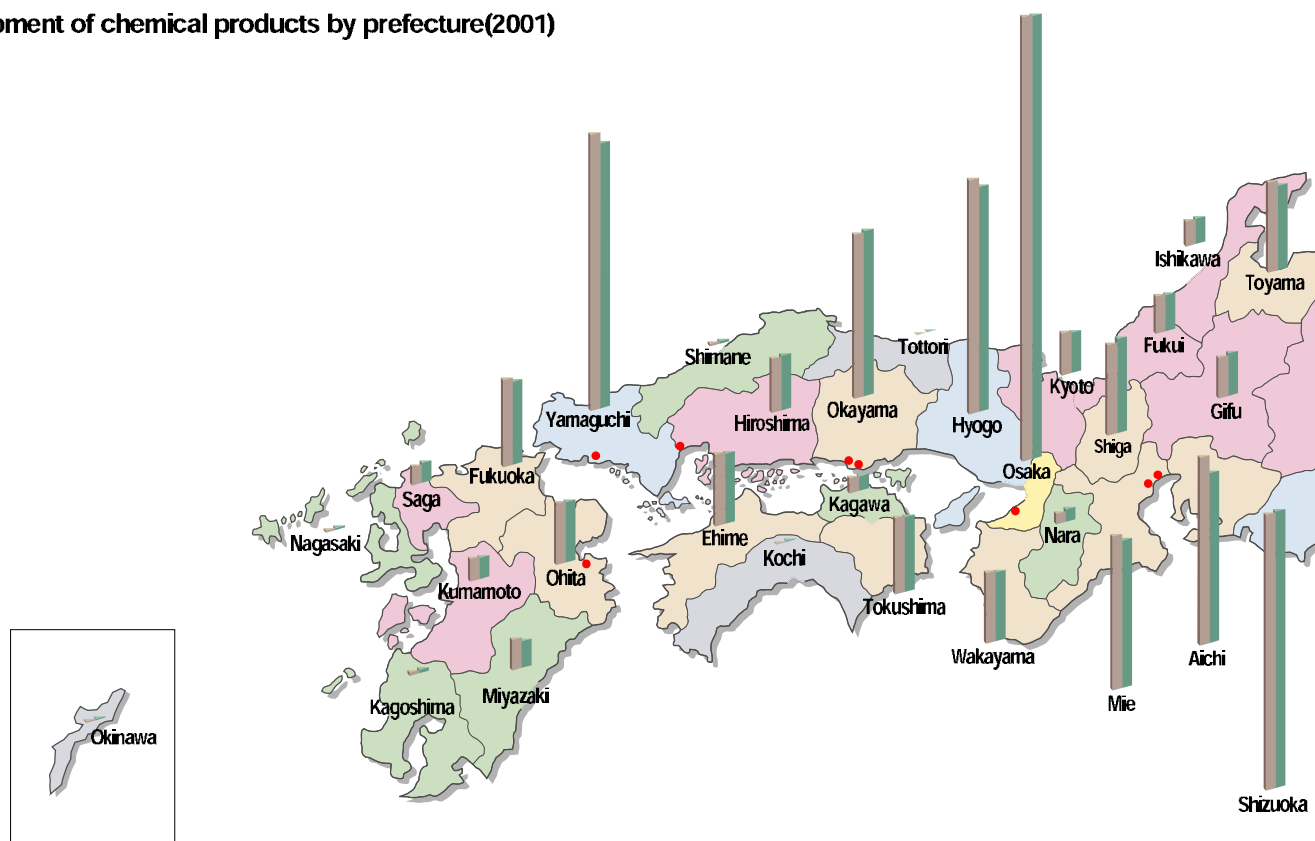 pment of chemical products by prefecture(2001)
Ishikawa
Toyama
Shimane
Tottori
Fukui
Kyoto
Gifu
Yamaguchi
Hiroshima
Okayama
Hyogo
Shiga
Osaka
Fukuoka
Saga
Kagawa
Nagasaki
Ehime
Kochi
Nara
Ohita
Kumamoto
Tokushima
Wakayama
Aichi
Miyazaki
Kagoshima
Mie
Okinawa
Shizuoka